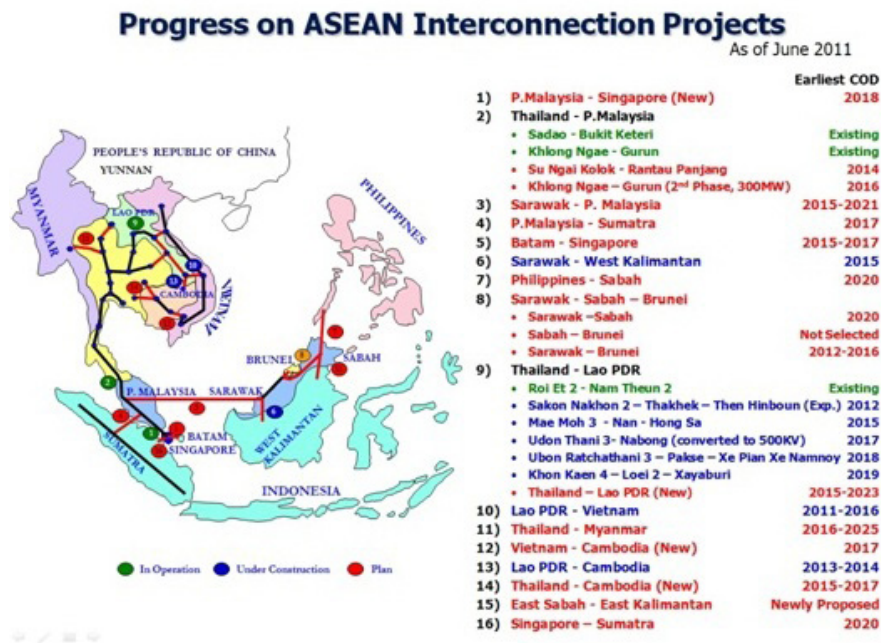 Progress on ASEAN Interconnection Projects
As of June 2011
Earliest COD
1) P.Malaysia - Singapore (New) 2018
2) Thailand - P.Malaysia
• Sadao - Bukit Keteri Existing
• Khlong Ngae - Gurun Existing
• Su Ngai Kolok - Rantau Panjang 2014
• Khlong Ngae – Gurun (2nd Phase, 300MW) 2016
3) Sarawak - P. Malaysia 2015-2021
4) P.Malaysia - Sumatra 2017
5) Batam - Singapore 2015-2017
6) Sarawak - West Kalimantan 2015
7) Philippines - Sabah 2020
8) Sarawak - Sabah – Brunei
• Sarawak –Sabah 2020
• Sabah – Brunei Not Selected
• Sarawak – Brunei 2012-2016
9) Thailand - Lao PDR
• Roi Et 2 - Nam Theun 2 Existing
• Sakon Nakhon 2 – Thakhek – Then Hinboun (Exp.) 2012
• Mae Moh 3 - Nan - Hong Sa 2015
• Udon Thani 3- Nabong (converted to 500KV) 2017
• Ubon Ratchathani 3 – Pakse – Xe Pian Xe Namnoy 2018
• Khon Kaen 4 – Loei 2 – Xayaburi 2019
• Thailand – Lao PDR (New) 2015-2023
10) Lao PDR - Vietnam 2011-2016
11) Thailand - Myanmar 2016-2025
12) Vietnam - Cambodia (New) 2017
13) Lao PDR - Cambodia 2013-2014
14) Thailand - Cambodia (New) 2015-2017
15) East Sabah - East Kalimantan Newly Proposed
16) Singapore – Sumatra 2020
PEOPLE'S REPUBLIC OF CHINA
YUNNAN
MYANMAR
LAO PDR
9
10
13
CAMBODIA
VIETNAM
PHILIPPINES
2
BRUNEI
8
SABAH
P. MALAYSIA
SARAWAK
6
WEST KALIMANTAN
1
BATAM
SINGAPORE
SUMATRA
INDONESIA
In Operation
Under Construction
Plan